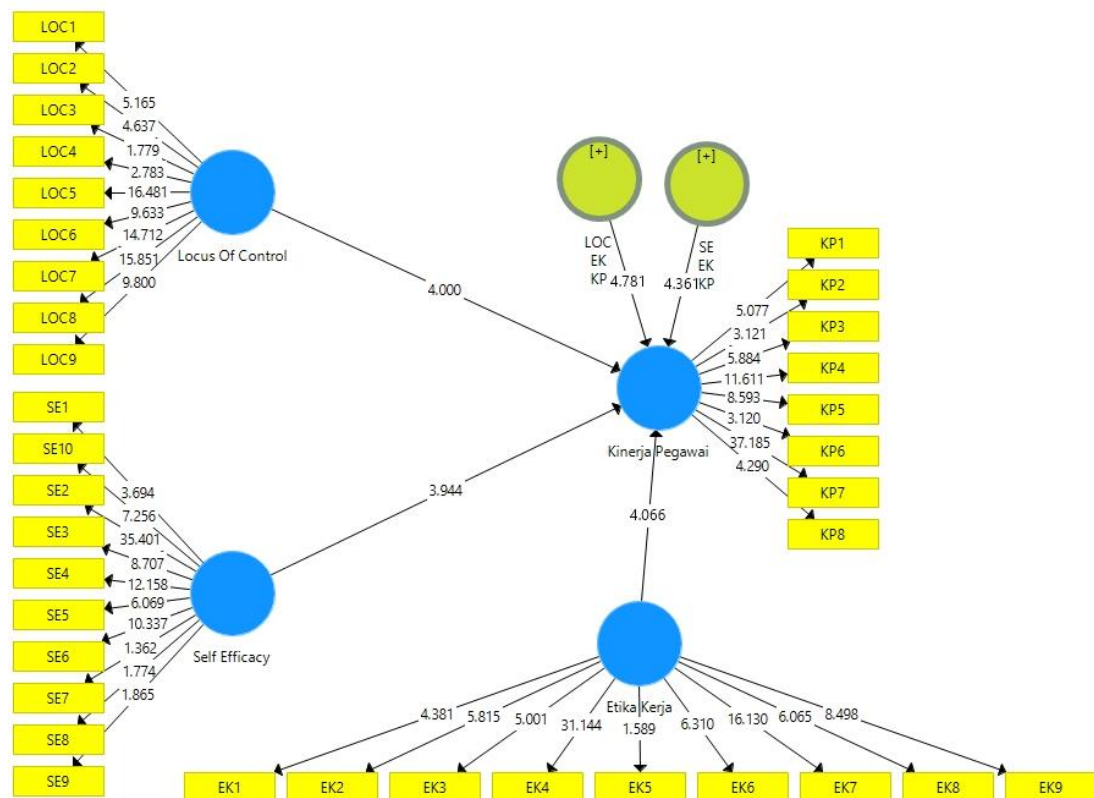 LOC1
LOC2
LOC3
LOC4
LOC5
LOC6
LOC7
LOC8
LOC9
5.165
4.637
1.779
2.783
16.481
9.633
14.712
15.851
9.800
Locus Of Control
4.000
[+]
LOC
EK
KP
4.781
[+]
SE
EK
KP
4.361
KP1
KP2
KP3
KP4
KP5
KP6
KP7
KP8
5.077
3.121
5.884
11.611
8.593
3.120
37.185
4.290
Kinerja Pegawai
SE1
SE10
SE2
SE3
SE4
SE5
SE6
SE7
SE8
SE9
3.694
7.256
35.401
8.707
12.158
6.069
10.337
1.362
1.774
1.865
Self Efficacy
3.944
4.066
Etika Kerja
4.381
5.815
5.001
31.144
1.589
6.310
16.130
6.065
8.498
EK1
EK2
EK3
EK4
EK5
EK6
EK7
EK8
EK9